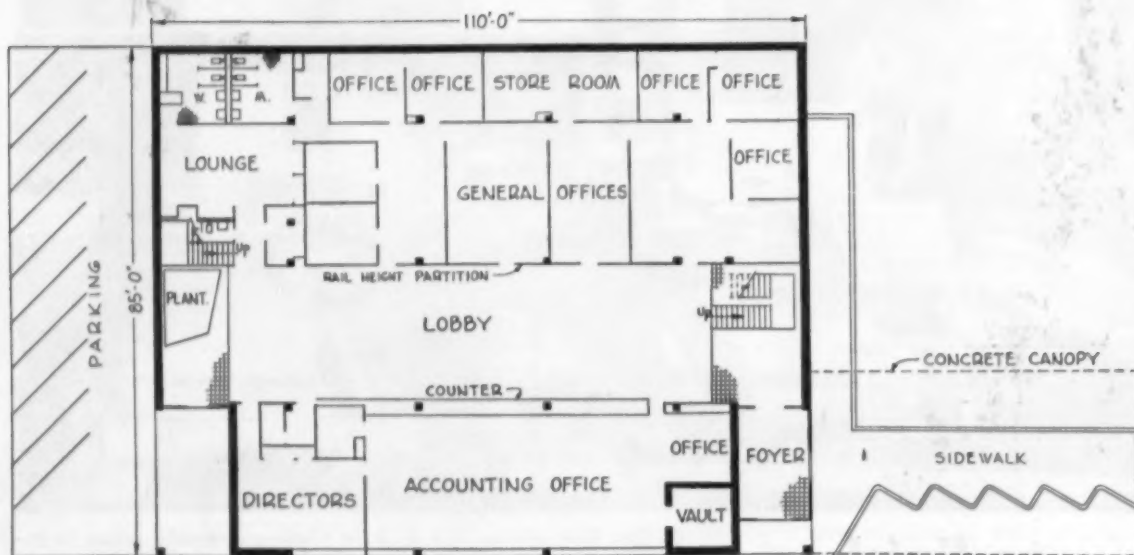 110'-0"
OFFICE OFFICE STORE ROOM OFFICE OFFICE
W. M.
LOUNGE
OFFICE
GENERAL OFFICES
UP
RAIL HEIGHT PARTITION
PARKING
85'-0"
PLANT.
LOBBY
UP
CONCRETE CANOPY
COUNTER
OFFICE
FOYER
SIDEWALK
DIRECTORS
ACCOUNTING OFFICE
VAULT